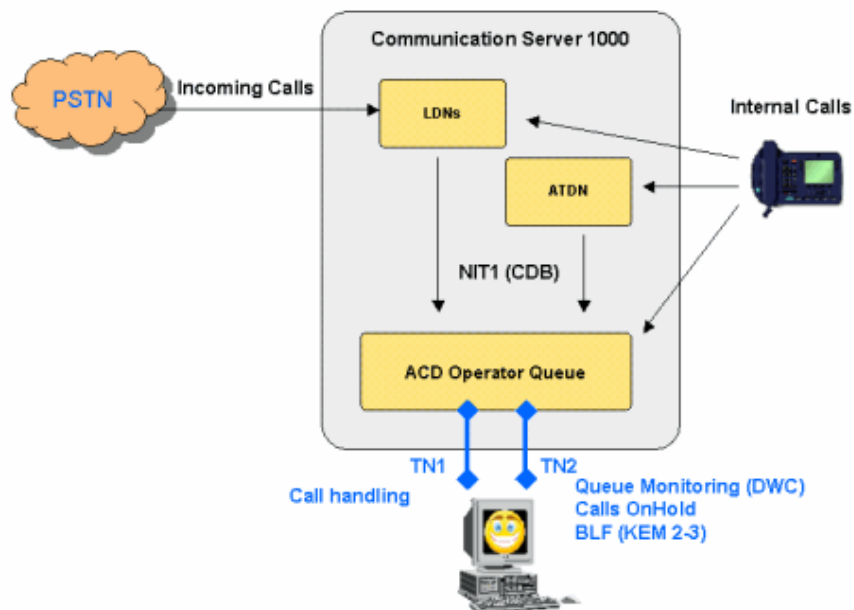 Communication Server 1000
PSTN
Incoming Calls
LDNs
Internal Calls
ATDN
NIT1 (CDB)
ACD Operator Queue
TN1
TN2
Call handling
Queue Monitoring (DWC)
Calls OnHold
BLF (KEM 2-3)